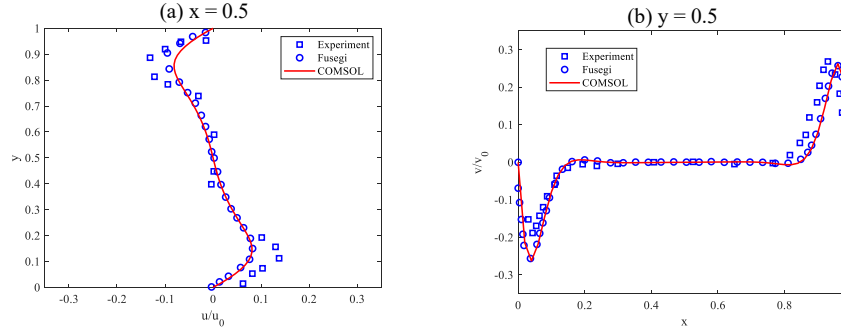 (a) x = 0.5
1
0.9
0.8
0.7
0.6
0.5
0.4
0.3
0.2
0.1
0
y
-0.3
-0.2
-0.1
0
0.1
0.2
0.3
u/u0
Experiment
Fusegi
COMSOL
(b) y = 0.5
0.3
0.2
0.1
0
-0.1
-0.2
-0.3
v/v0
0
0.2
0.4
0.6
0.8
x
Experiment
Fusegi
COMSOL